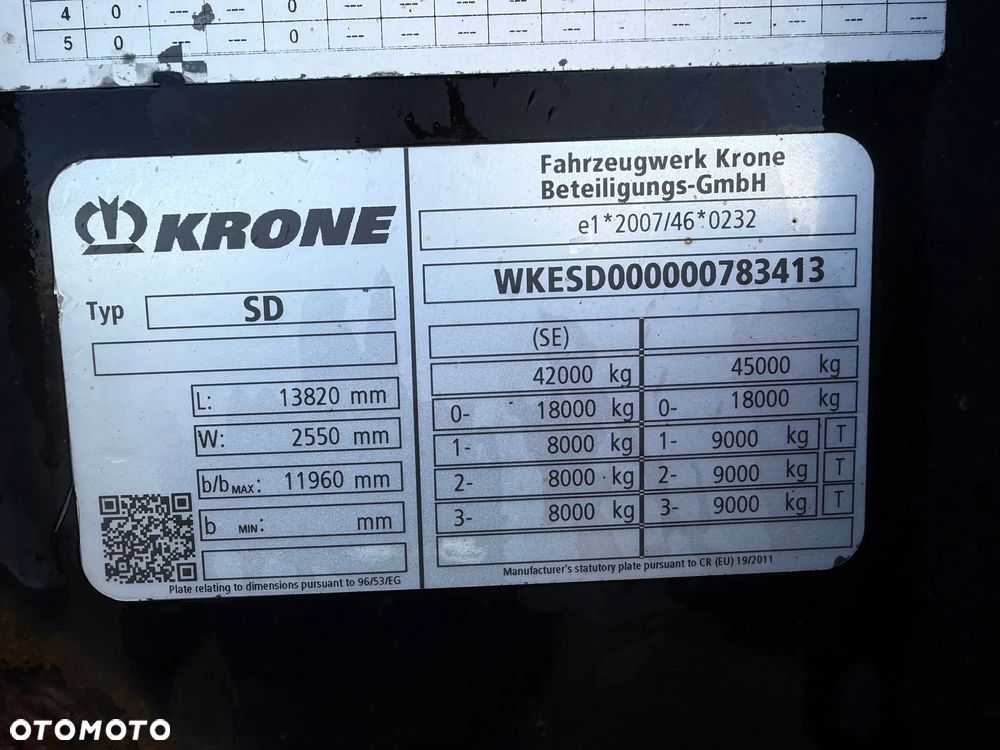 4 0 --- --- 0 --- --- --- --- --- --- --- ---
5 0 --- --- 0 --- --- --- --- --- --- --- ---
KRONE
Typ SD
L: 13820 mm
W: 2550 mm
b/b MAX: 11960 mm
b MIN: mm
Plate relating to dimensions pursuant to 96/53/EG
Fahrzeugwerk Krone
Beteiligungs-GmbH
e1*2007/46*0232
WKESD000000783413
(SE)
42000 kg 45000 kg
0- 18000 kg 0- 18000 kg
1- 8000 kg 1- 9000 kg T
2- 8000 kg 2- 9000 kg T
3- 8000 kg 3- 9000 kg T
Manufacturer's statutory plate pursuant to CR (EU) 19/2011
OTOMOTO